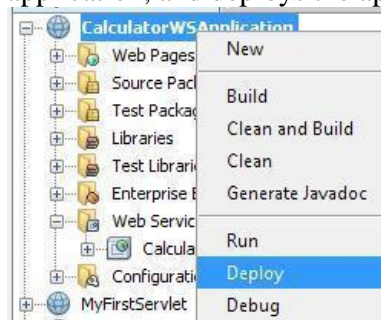 CalculatorWSApplication
Web Pages
New
Source Pac
Build
Test Packag
Clean and Build
Libraries
Clean
Test Librari
Generate Javadoc
Enterprise B
Web Servic
Run
Calcula
Deploy
Configurati
Debug
MyFirstServlet